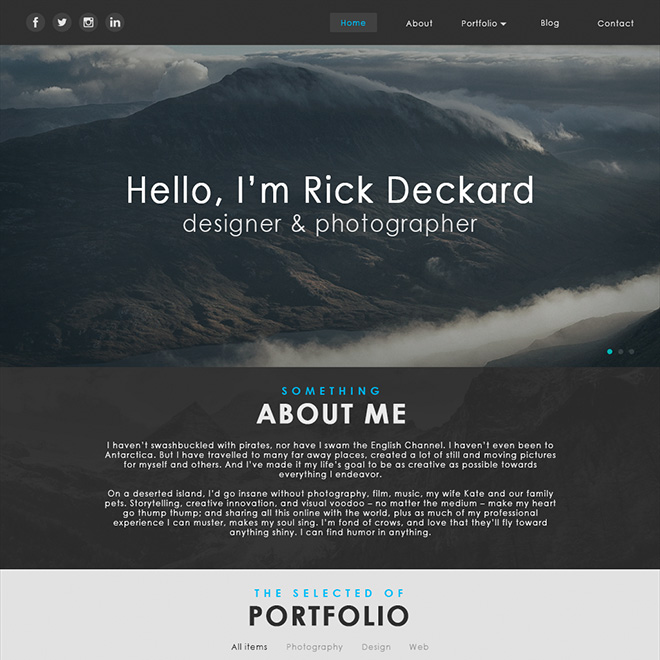 Home About Portfolio Blog Contact
Hello, I'm Rick Deckard
designer & photographer
SOMETHING
ABOUT ME
I haven't swashbuckled with pirates, nor have I swam the English Channel. I haven't even been to
Antarctica. But I have travelled to many far away places, created a lot of still and moving pictures
for myself and others. And I've made it my life's goal to be as creative as possible towards
everything I endeavor.
On a deserted island, I'd go insane without photography, film, music, my wife Kate and our family
pets. Storytelling, creative innovation, and visual voodoo – no matter the medium – make my heart
go thump thump; and sharing all this online with the world, plus as much of my professional
experience I can muster, makes my soul sing. I'm fond of crows, and love that they'll fly toward
anything shiny. I can find humor in anything.
THE SELECTED OF
PORTFOLIO
All items Photography Design Web